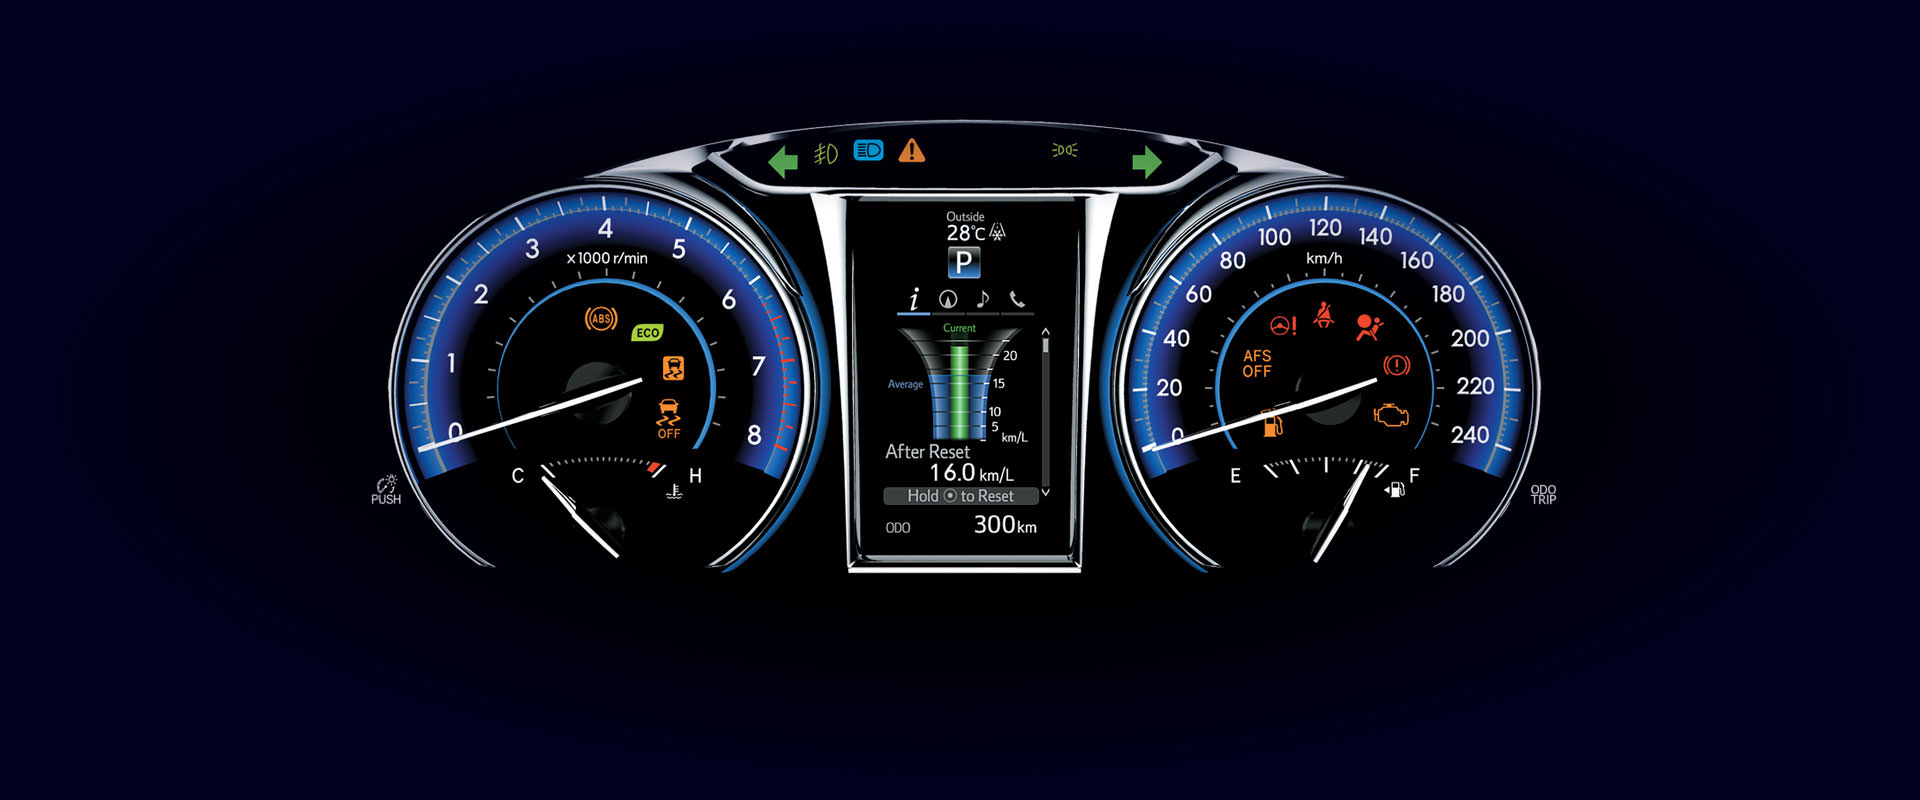 Outside
28°C
P
i
4
3
5
x1000 r/min
2
6
1
7
0
8
ABS
ECO
OFF
C
H
PUSH
Current
20
Average
15
10
5
km/L
After Reset
16.0 km/L
Hold ⦿ to Reset
ODO
300 km
120
100
140
80
km/h
160
60
180
40
200
20
220
0
240
AFS
OFF
E
F
ODO
TRIP